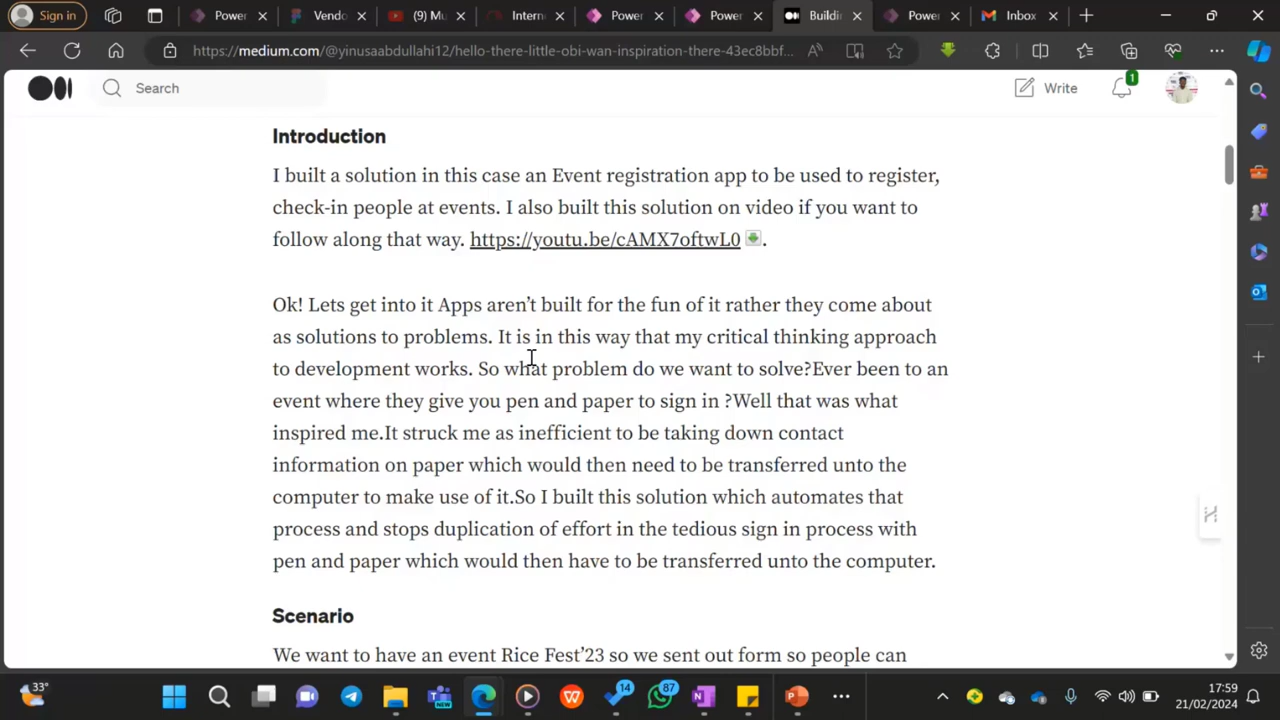 Sign in
Power
Vendo
(9) Mu
Intern
Power
Power
Buildi
Power
Inbox
https://medium.com/@yinusaabdullahi12/hello-there-little-obi-wan-inspiration-there-43ec8bbf...
Search
Write
1
Introduction
I built a solution in this case an Event registration app to be used to register,
check-in people at events. I also built this solution on video if you want to
follow along that way. https://youtu.be/cAMX7oftwL0 .
Ok! Lets get into it Apps aren’t built for the fun of it rather they come about
as solutions to problems. It is in this way that my critical thinking approach
to development works. So what problem do we want to solve?Ever been to an
event where they give you pen and paper to sign in ?Well that was what
inspired me.It struck me as inefficient to be taking down contact
information on paper which would then need to be transferred unto the
computer to make use of it.So I built this solution which automates that
process and stops duplication of effort in the tedious sign in process with
pen and paper which would then have to be transferred unto the computer.
Scenario
We want to have an event Rice Fest’23 so we sent out form so people can
33°
NEW
14
87
17:59
21/02/2024